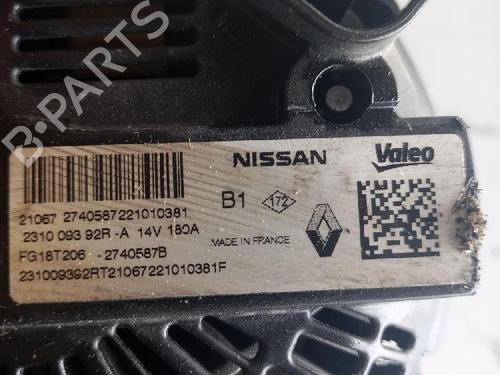 B-PARTS
NISSAN
Valeo
B1
172
MADE IN FRANCE
21067 2740587221010381
2310 093 92R -A 14V 180A
FG18T206 - 2740587B
231009392RT21067221010381F